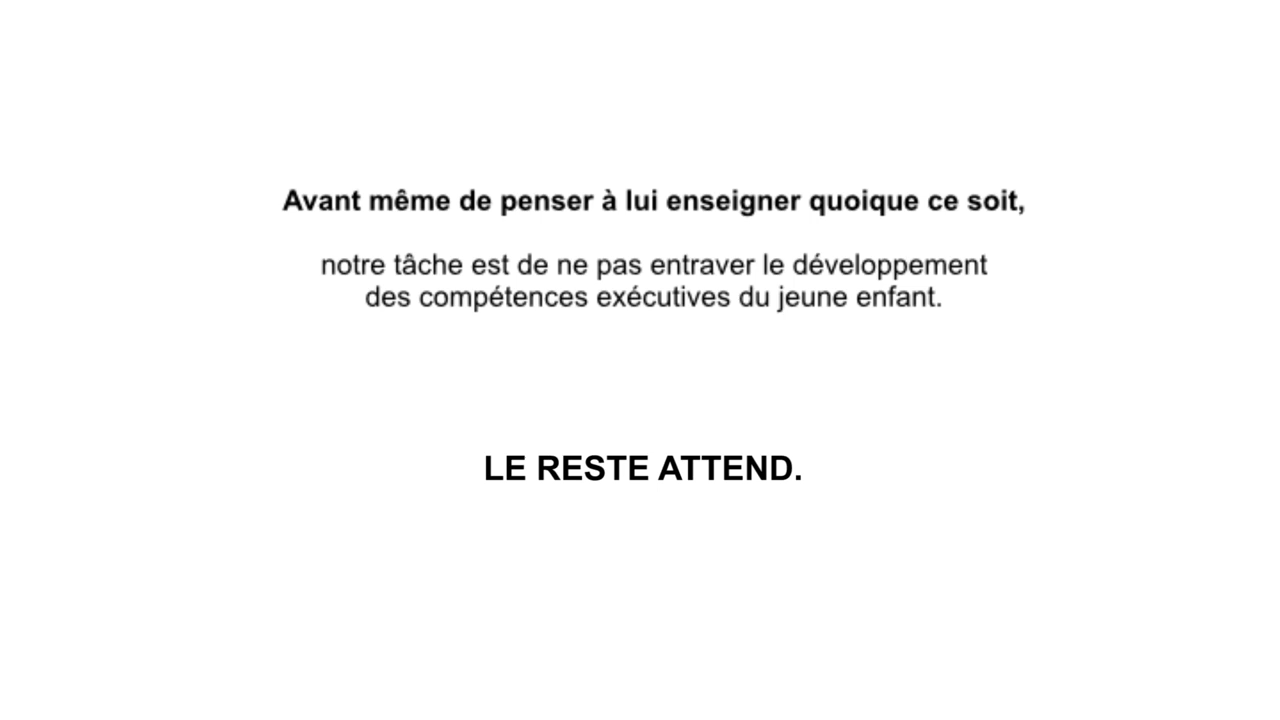 Avant même de penser à lui enseigner quoique ce soit,
notre tâche est de ne pas entraver le développement
des compétences exécutives du jeune enfant.
LE RESTE ATTEND.